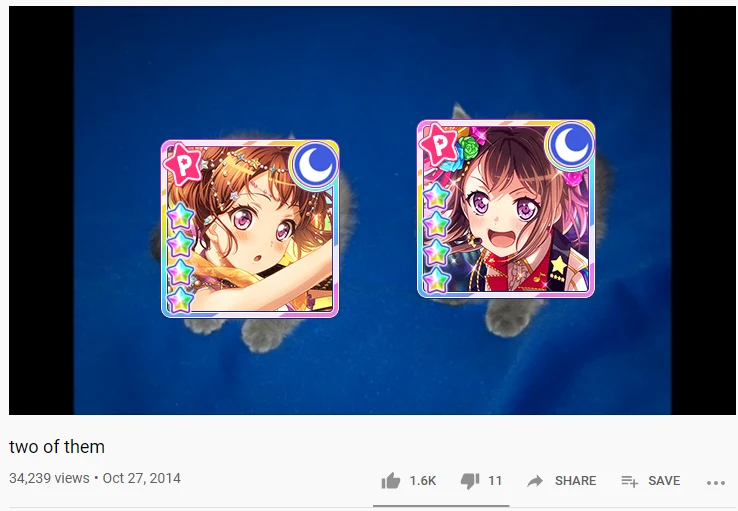 P
P
two of them
34,239 views • Oct 27, 2014
1.6K
11
SHARE
SAVE